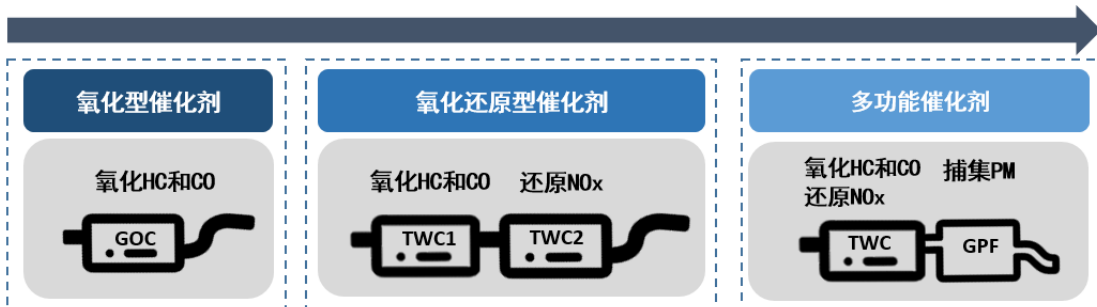 氧化型催化剂
氧化HC和CO
GOC
氧化还原型催化剂
氧化HC和CO 还原NOx
TWC1 TWC2
多功能催化剂
氧化HC和CO 捕集PM
还原NOx
TWC GPF